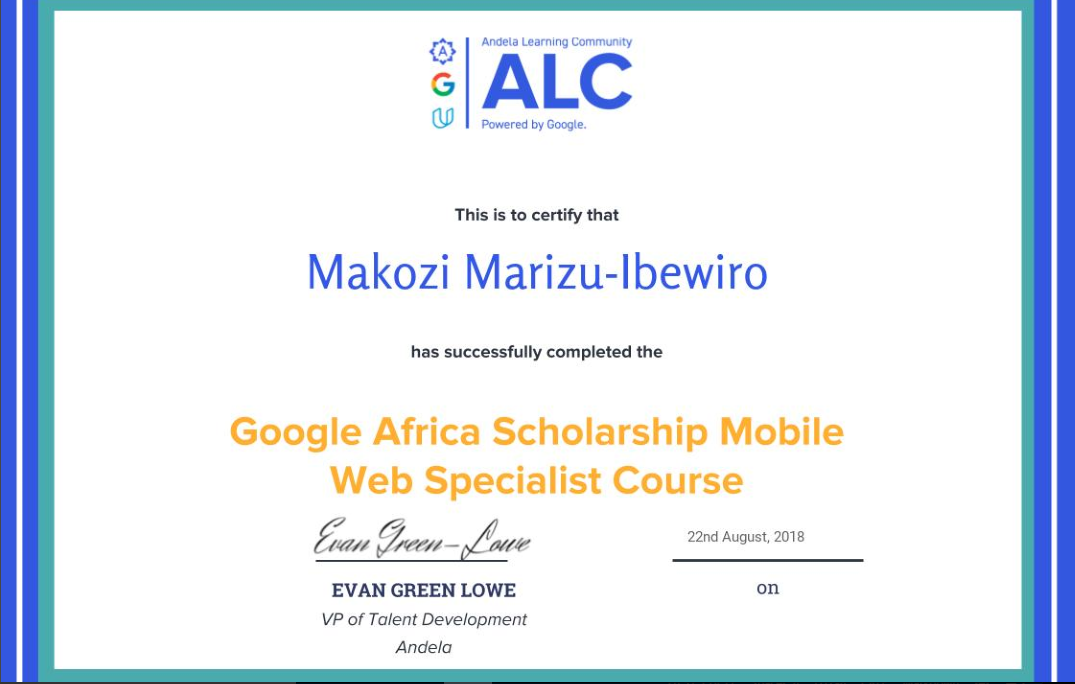 Andela Learning Community
ALC
Powered by Google.
This is to certify that
Makozi Marizu-Ibewiro
has successfully completed the
Google Africa Scholarship Mobile
Web Specialist Course
Evan Green-Lowe
22nd August, 2018
EVAN GREEN LOWE
on
VP of Talent Development
Andela